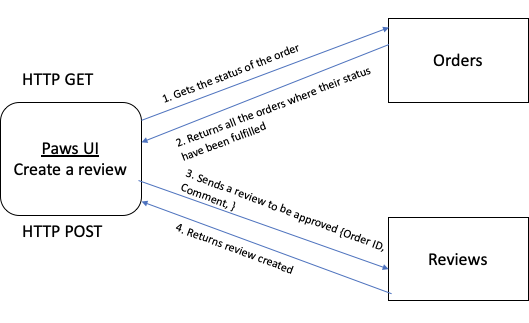 HTTP GET
Paws UI
Create a review
HTTP POST
1. Gets the status of the order
2. Returns all the orders where their status
have been fulfilled
3. Sends a review to be approved {Order ID,
Comment, }
4. Returns review created
Orders
Reviews